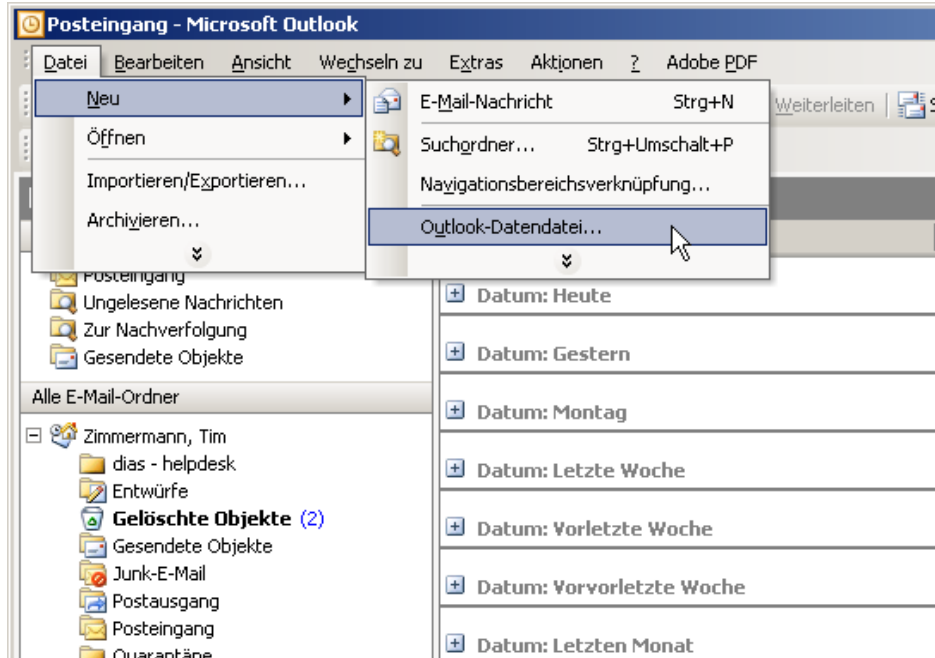 Posteingang - Microsoft Outlook
Datei Bearbeiten Ansicht Wechseln zu Extras Aktionen ? Adobe PDF
Neu
Öffnen
Importieren/Exportieren...
Archivieren...
E-Mail-Nachricht Strg+N
Suchordner... Strg+Umschalt+P
Navigationsbereichsverknüpfung...
Outlook-Datendatei...
Weiterleiten
Posteingang
Ungelesene Nachrichten
Zur Nachverfolgung
Gesendete Objekte
Alle E-Mail-Ordner
Zimmermann, Tim
dias - helpdesk
Entwürfe
Gelöschte Objekte (2)
Gesendete Objekte
Junk-E-Mail
Postausgang
Posteingang
Quarantäne
Datum: Heute
Datum: Gestern
Datum: Montag
Datum: Letzte Woche
Datum: Vorletzte Woche
Datum: Vorvorletzte Woche
Datum: Letzten Monat